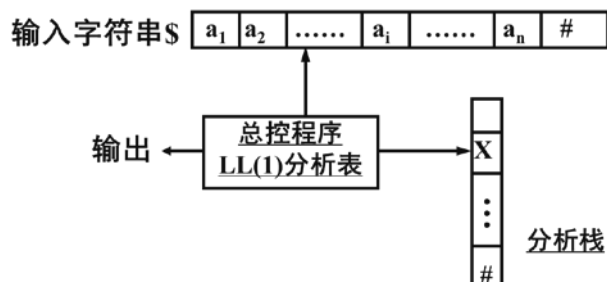 输入字符串$ a1 a2 …… ai …… an #
总控程序
输出
LL(1)分析表
X
⋮
分析栈
#